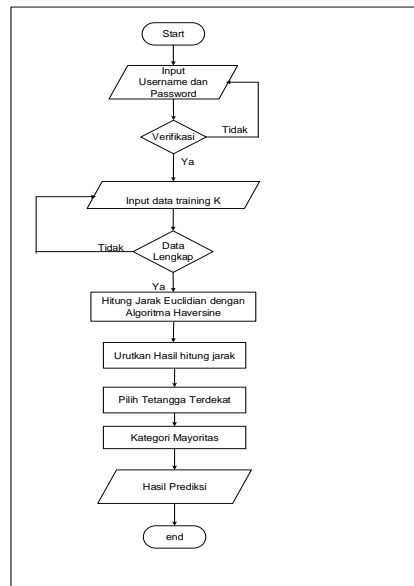 Start
Input
Username dan
Password
Verifikasi
Tidak
Ya
Input data training K
Tidak
Data
Lengkap
Ya
Hitung Jarak Euclidian dengan
Algoritma Haversine
Urutkan Hasil hitung jarak
Pilih Tetangga Terdekat
Kategori Mayoritas
Hasil Prediksi
end